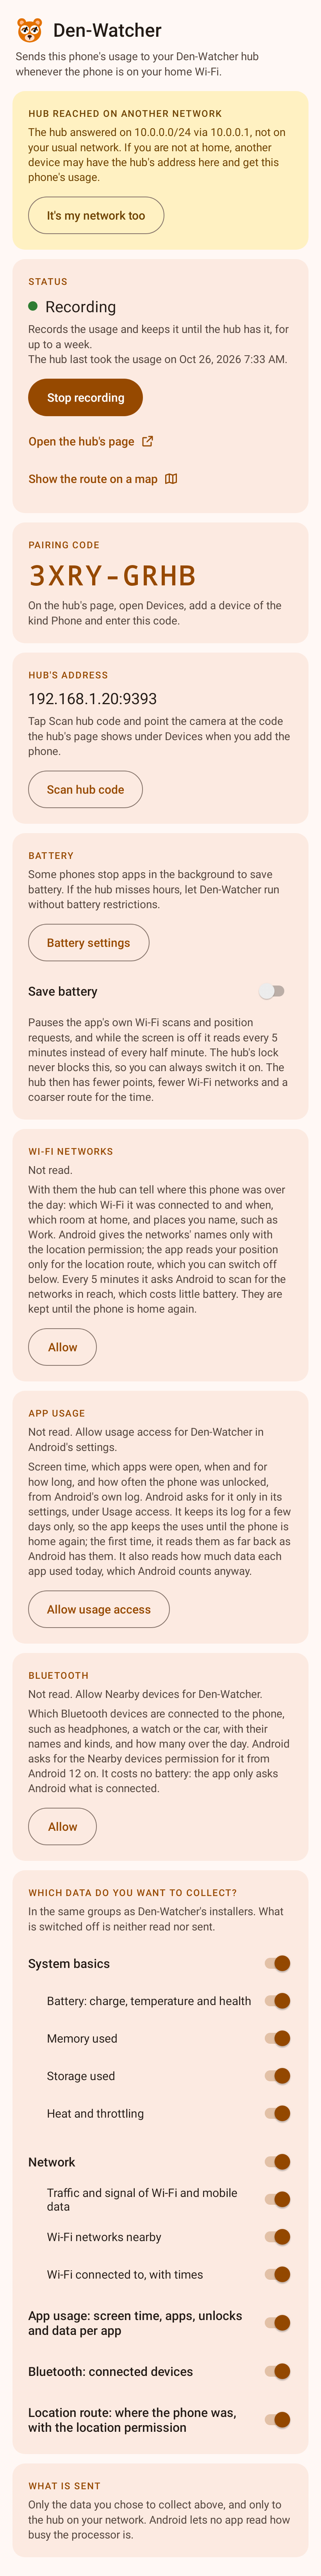 Den-Watcher
Sends this phone's usage to your Den-Watcher hub
whenever the phone is on your home Wi-Fi.
HUB REACHED ON ANOTHER NETWORK
The hub answered on 10.0.0.0/24 via 10.0.0.1, not on
your usual network. If you are not at home, another
device may have the hub's address here and get this
phone's usage.
It's my network too
STATUS
Recording
Records the usage and keeps it until the hub has it, for
up to a week.
The hub last took the usage on Oct 26, 2026 7:33 AM.
Stop recording
Open the hub's page
Show the route on a map
PAIRING CODE
3XRY-GRHB
On the hub's page, open Devices, add a device of the
kind Phone and enter this code.
HUB'S ADDRESS
192.168.1.20:9393
Tap Scan hub code and point the camera at the code
the hub's page shows under Devices when you add the
phone.
Scan hub code
BATTERY
Some phones stop apps in the background to save
battery. If the hub misses hours, let Den-Watcher run
without battery restrictions.
Battery settings
Save battery
Pauses the app's own Wi-Fi scans and position
requests, and while the screen is off it reads every 5
minutes instead of every half minute. The hub's lock
never blocks this, so you can always switch it on. The
hub then has fewer points, fewer Wi-Fi networks and a
coarser route for the time.
WI-FI NETWORKS
Not read.
With them the hub can tell where this phone was over
the day: which Wi-Fi it was connected to and when,
which room at home, and places you name, such as
Work. Android gives the networks' names only with
the location permission; the app reads your position
only for the location route, which you can switch off
below. Every 5 minutes it asks Android to scan for the
networks in reach, which costs little battery. They are
kept until the phone is home again.
Allow
APP USAGE
Not read. Allow usage access for Den-Watcher in
Android's settings.
Screen time, which apps were open, when and for
how long, and how often the phone was unlocked,
from Android's own log. Android asks for it only in its
settings, under Usage access. It keeps its log for a few
days only, so the app keeps the uses until the phone is
home again; the first time, it reads them as far back as
Android has them. It also reads how much data each
app used today, which Android counts anyway.
Allow usage access
BLUETOOTH
Not read. Allow Nearby devices for Den-Watcher.
Which Bluetooth devices are connected to the phone,
such as headphones, a watch or the car, with their
names and kinds, and how many over the day. Android
asks for the Nearby devices permission for it from
Android 12 on. It costs no battery: the app only asks
Android what is connected.
Allow
WHICH DATA DO YOU WANT TO COLLECT?
In the same groups as Den-Watcher's installers. What
is switched off is neither read nor sent.
System basics
Battery: charge, temperature and health
Memory used
Storage used
Heat and throttling
Network
Traffic and signal of Wi-Fi and mobile
data
Wi-Fi networks nearby
Wi-Fi connected to, with times
App usage: screen time, apps, unlocks
and data per app
Bluetooth: connected devices
Location route: where the phone was,
with the location permission
WHAT IS SENT
Only the data you chose to collect above, and only to
the hub on your network. Android lets no app read how
busy the processor is.